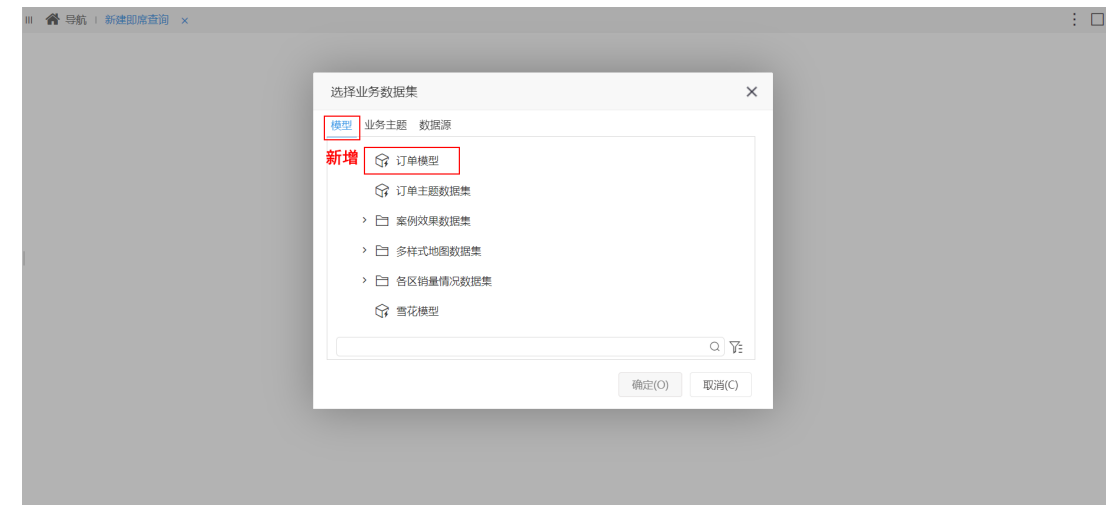 导航 新建即席查询 ×
选择业务数据集
模型 业务主题 数据源
新增 订单模型
订单主题数据集
案例效果数据集
多样式地图数据集
各区销量情况数据集
雪花模型
确定(O) 取消(C)